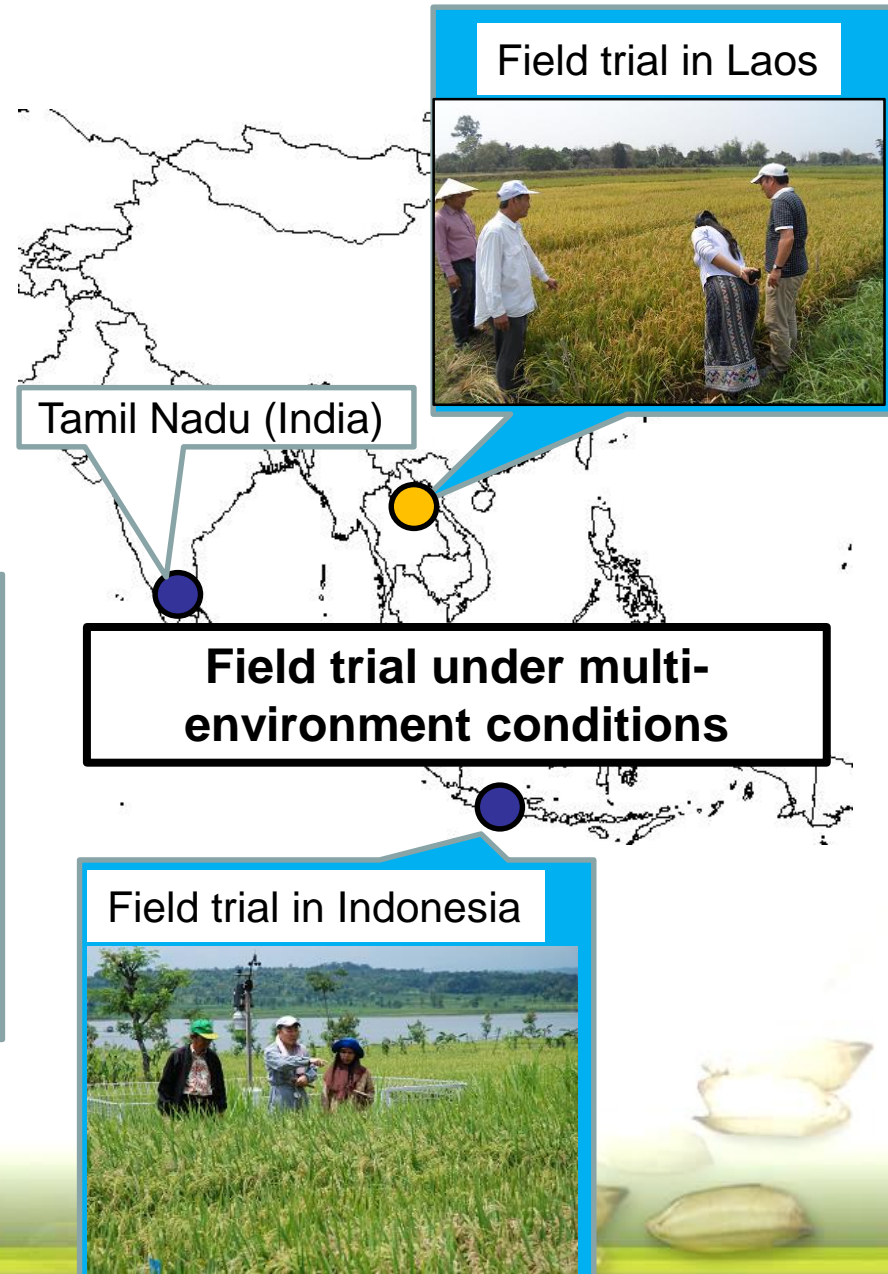 Field trial in Laos
Tamil Nadu (India)
Field trial under multi-
environment conditions
Field trial in Indonesia